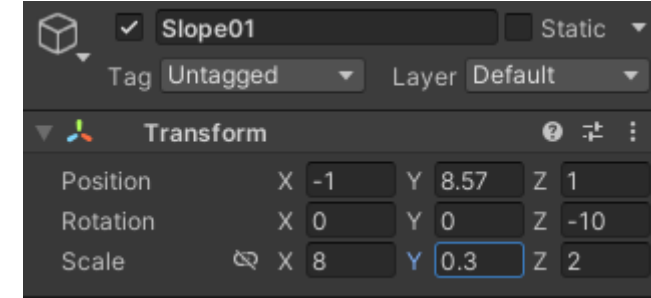 Slope01 Static
Tag Untagged Layer Default
Transform
Position X -1 Y 8.57 Z 1
Rotation X 0 Y 0 Z -10
Scale X 8 Y 0.3 Z 2